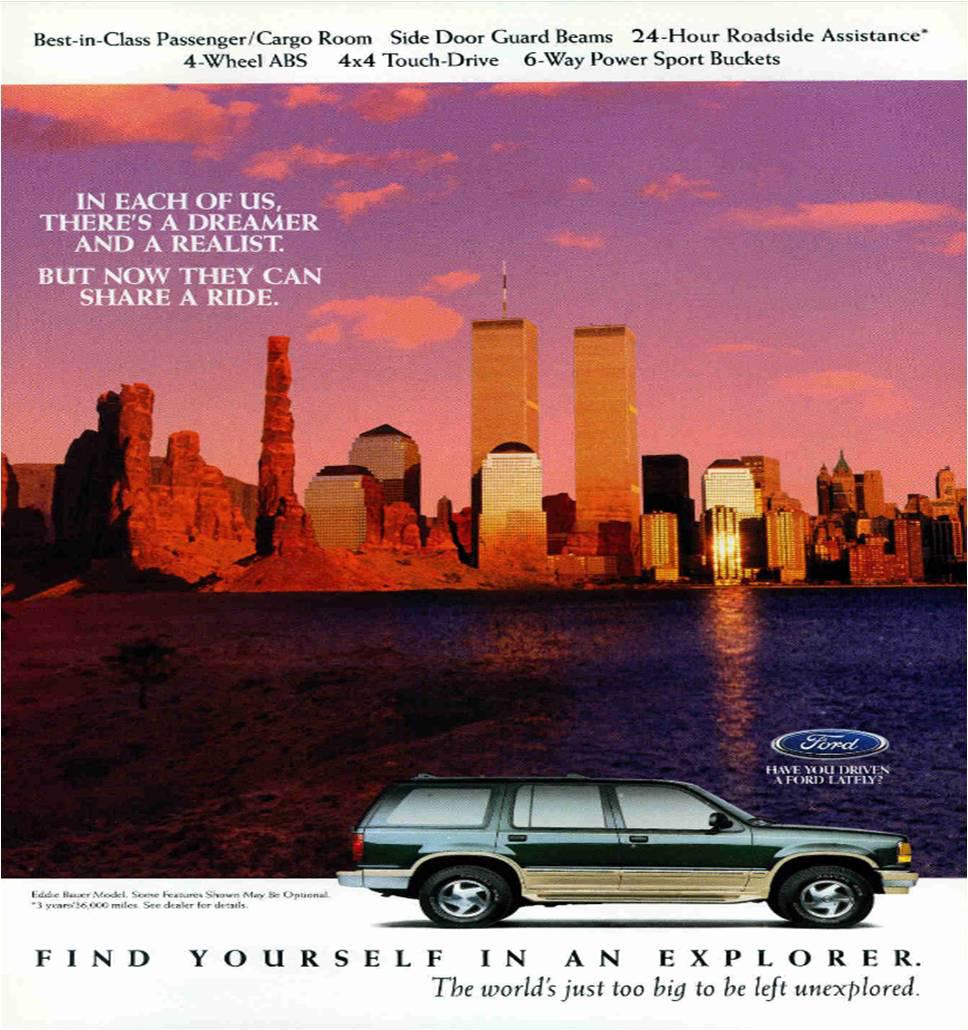 Best-in-Class Passenger/Cargo Room   Side Door Guard Beams   24-Hour Roadside Assistance*
4-Wheel ABS   4x4 Touch-Drive   6-Way Power Sport Buckets
IN EACH OF US,
THERE'S A DREAMER
AND A REALIST.
BUT NOW THEY CAN
SHARE A RIDE.
Ford
HAVE YOU DRIVEN
A FORD LATELY?
Eddie Bauer Model. Some Features Shown May Be Optional.
*3 years/36,000 miles. See dealer for details.
FIND YOURSELF IN AN EXPLORER.
The world's just too big to be left unexplored.